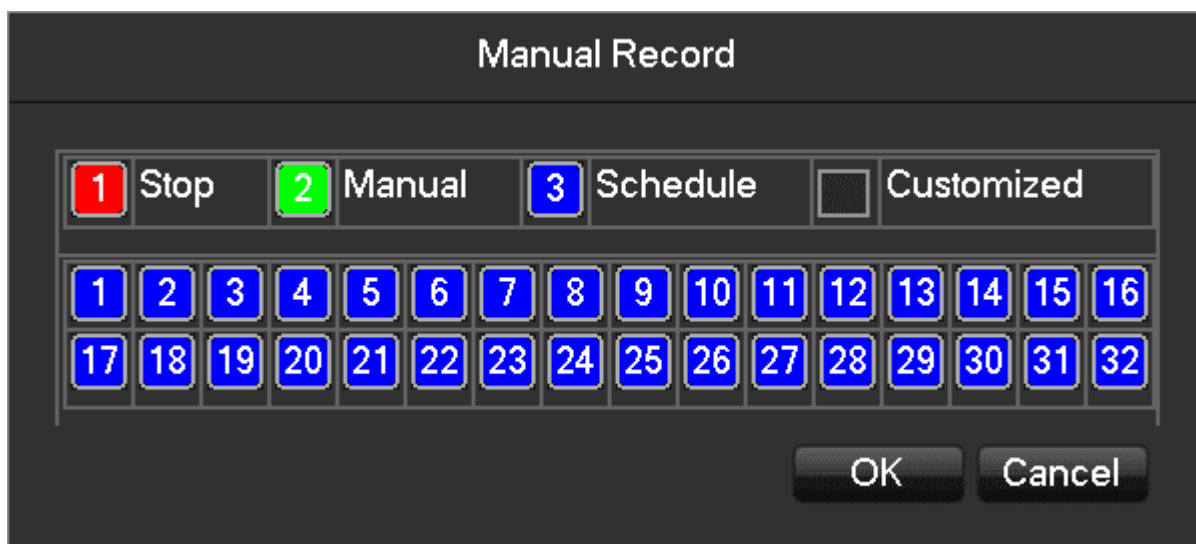 Manual Record
1 Stop 2 Manual 3 Schedule Customized
1 2 3 4 5 6 7 8 9 10 11 12 13 14 15 16
17 18 19 20 21 22 23 24 25 26 27 28 29 30 31 32
OK Cancel